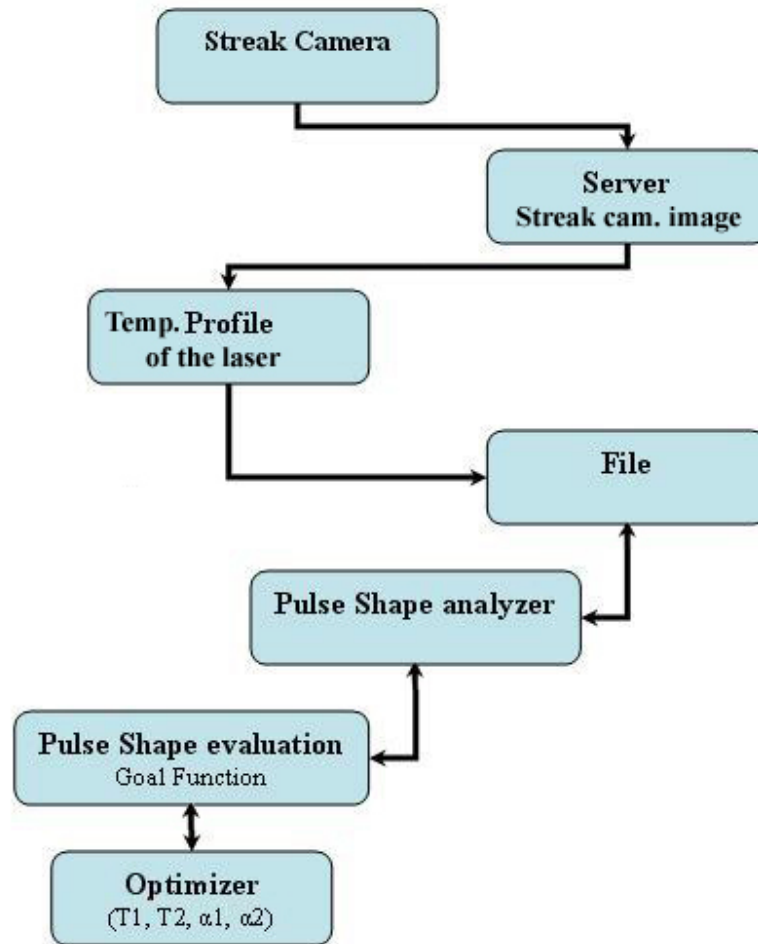 Streak Camera
Server
Streak cam. image
Temp. Profile
of the laser
File
Pulse Shape analyzer
Pulse Shape evaluation
Goal Function
Optimizer
(T1, T2, α1, α2)